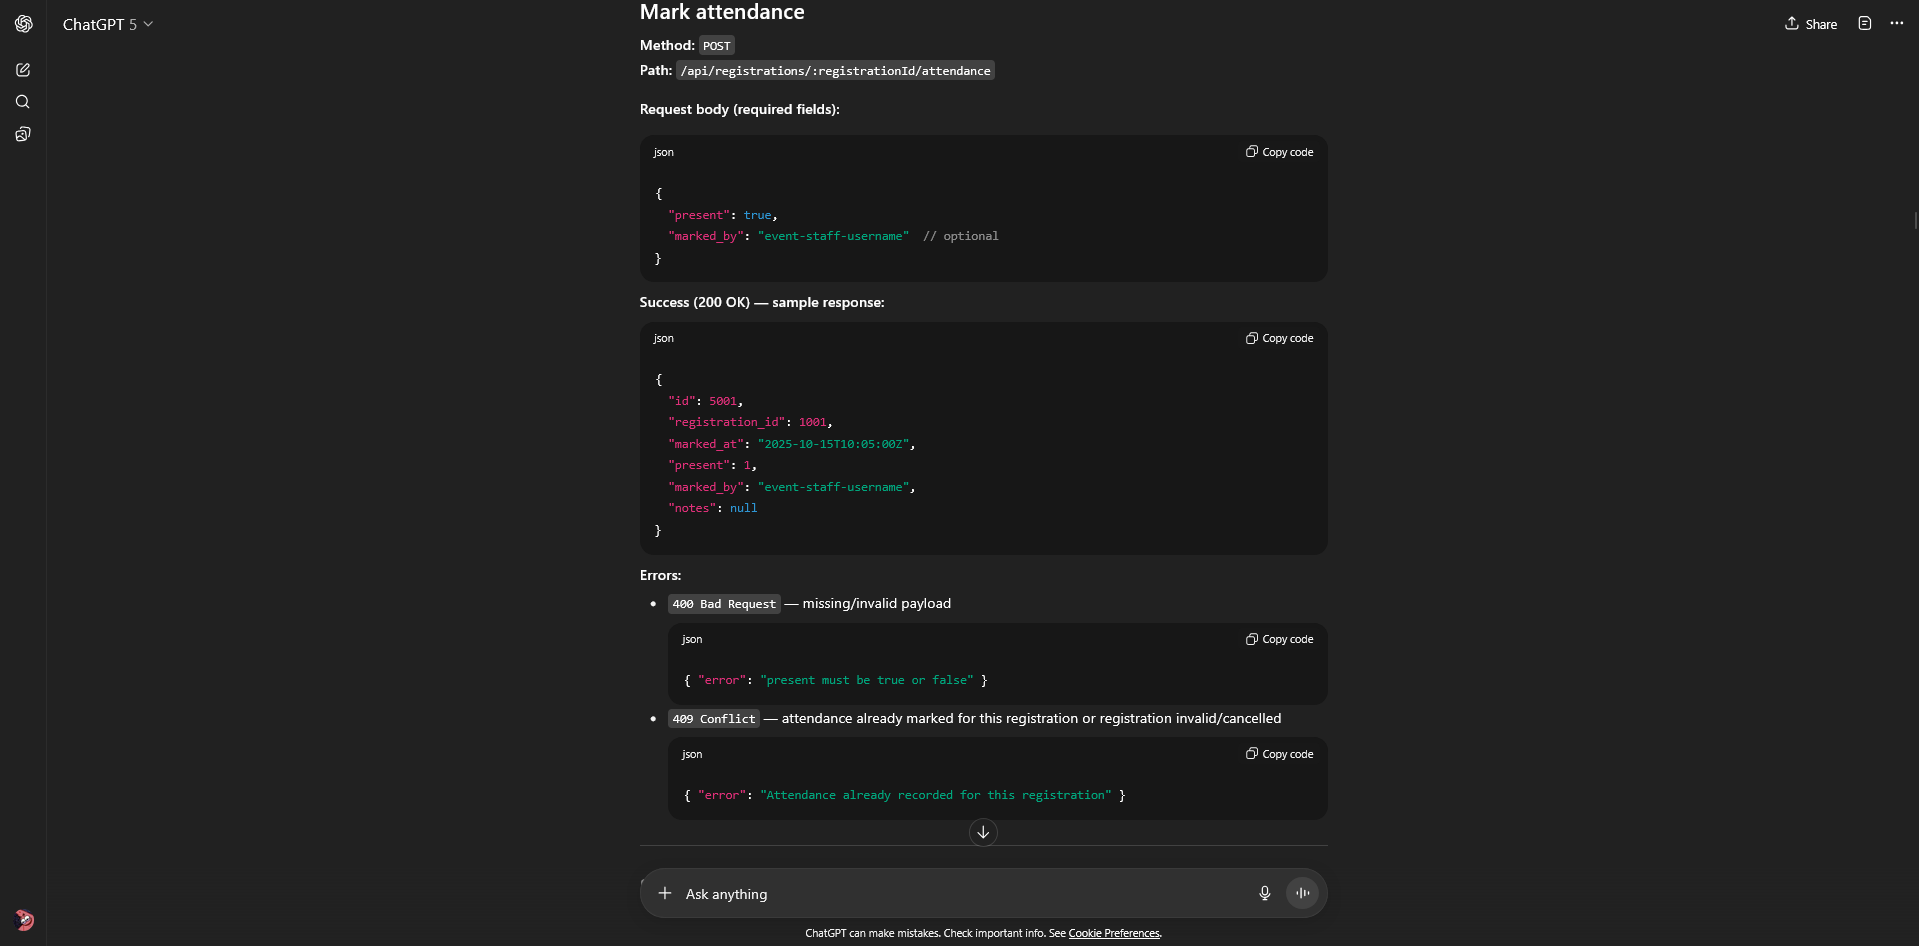 ChatGPT 5
Share
Mark attendance
Method: POST
Path: /api/registrations/:registrationId/attendance
Request body (required fields):
json
Copy code
{
"present": true,
"marked_by": "event-staff-username"  // optional
}
Success (200 OK) — sample response:
json
Copy code
{
"id": 5001,
"registration_id": 1001,
"marked_at": "2025-10-15T10:05:00Z",
"present": 1,
"marked_by": "event-staff-username",
"notes": null
}
Errors:
• 400 Bad Request — missing/invalid payload
json
Copy code
{ "error": "present must be true or false" }
• 409 Conflict — attendance already marked for this registration or registration invalid/cancelled
json
Copy code
{ "error": "Attendance already recorded for this registration" }
Ask anything
ChatGPT can make mistakes. Check important info. See Cookie Preferences.